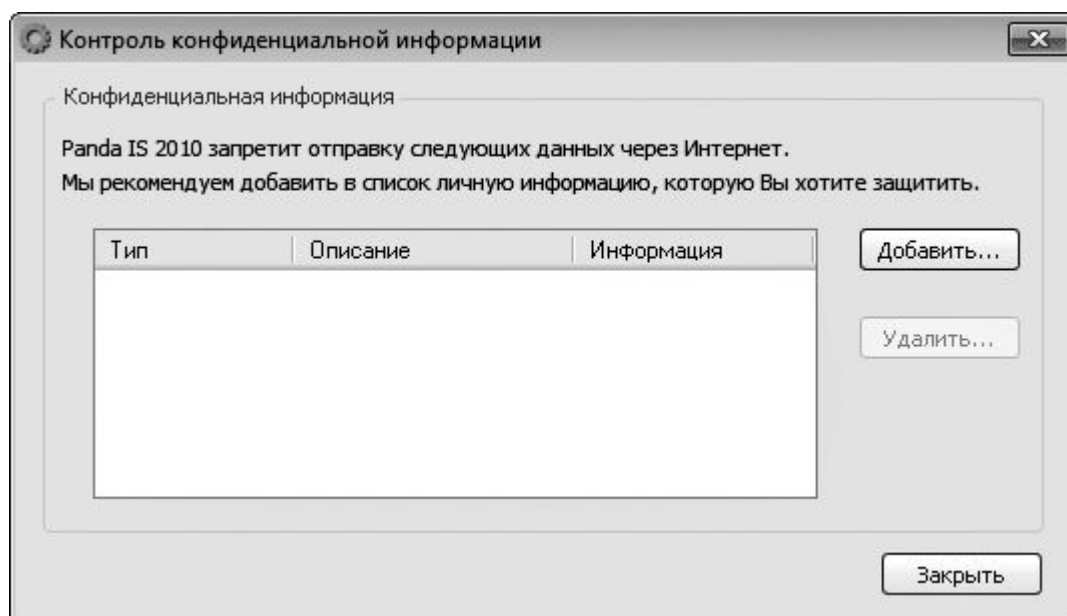 Контроль конфиденциальной информации
Конфиденциальная информация
Panda IS 2010 запретит отправку следующих данных через Интернет.
Мы рекомендуем добавить в список личную информацию, которую Вы хотите защитить.
Тип Описание Информация
Добавить...
Удалить...
Закрыть